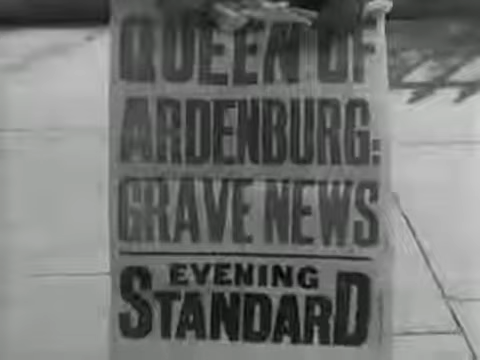 QUEEN OF
ARDENBURG:
GRAVE NEWS
EVENING
STANDARD